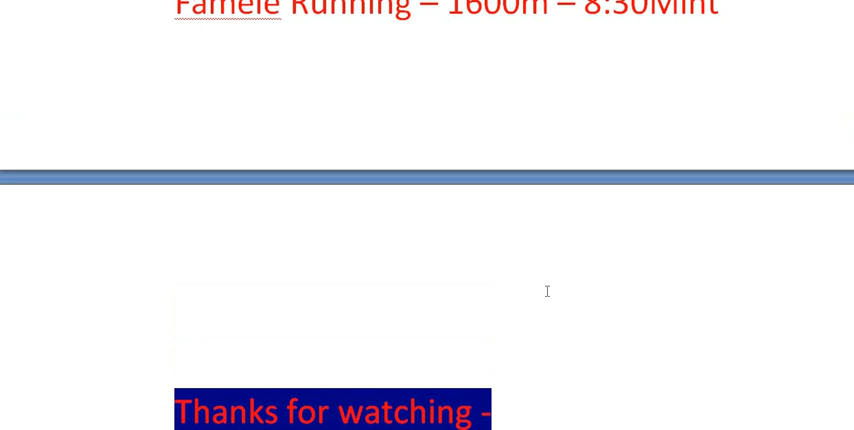 Famele Running – 1600m – 8:30Mint
Thanks for watching -